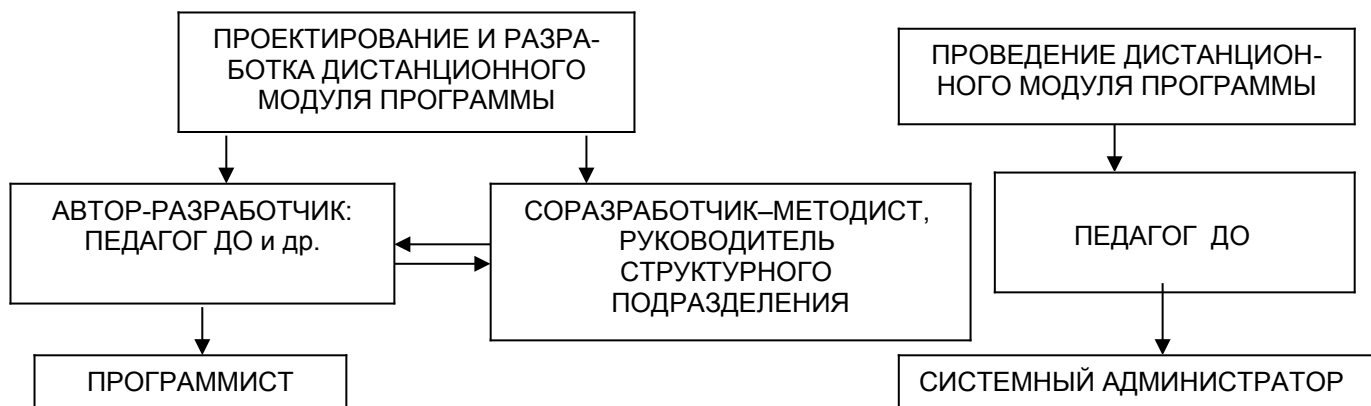 ПРОЕКТИРОВАНИЕ И РАЗРА-
БОТКА ДИСТАНЦИОННОГО
МОДУЛЯ ПРОГРАММЫ
ПРОВЕДЕНИЕ ДИСТАНЦИОН-
НОГО МОДУЛЯ ПРОГРАММЫ
АВТОР-РАЗРАБОТЧИК:
ПЕДАГОГ ДО и др.
СОРАЗРАБОТЧИК–МЕТОДИСТ,
РУКОВОДИТЕЛЬ
СТРУКТУРНОГО
ПОДРАЗДЕЛЕНИЯ
ПЕДАГОГ ДО
ПРОГРАММИСТ
СИСТЕМНЫЙ АДМИНИСТРАТОР